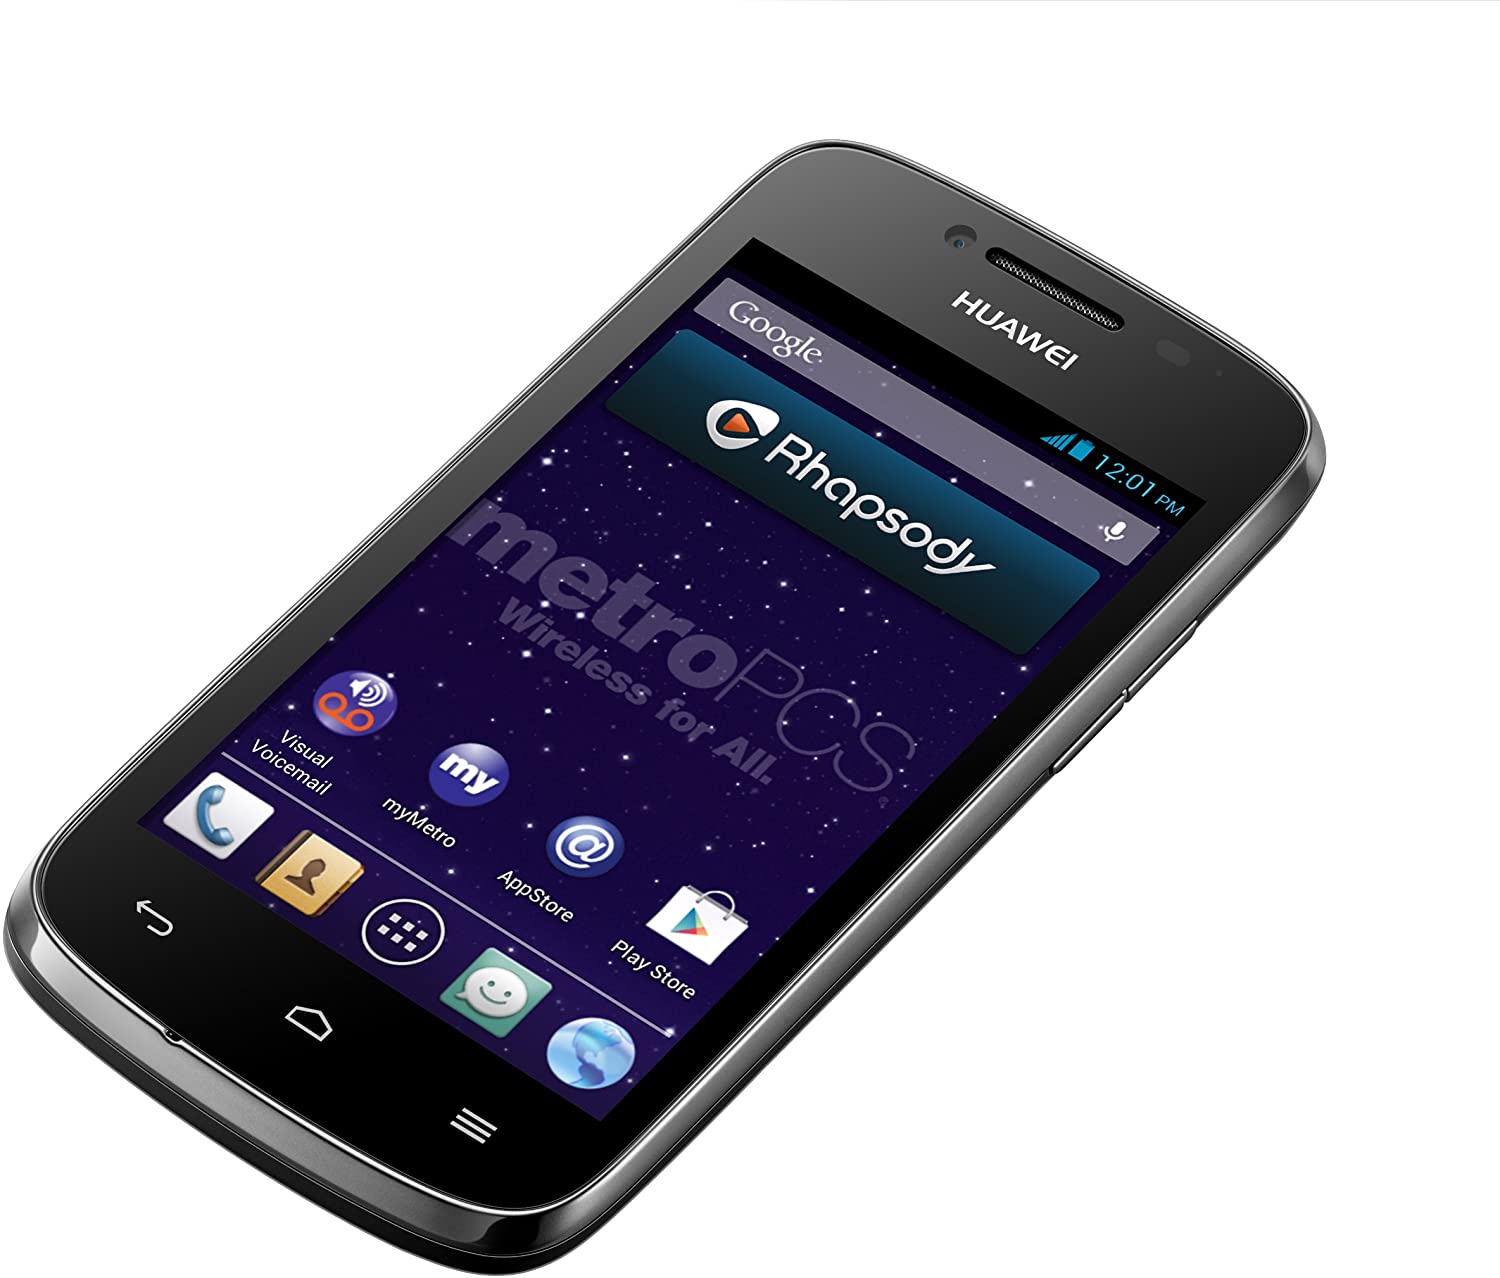 HUAWEI
12:01 PM
Google
Rhapsody
metroPCS
Wireless for All.
Visual
Voicemail
my
myMetro
@
AppStore
Play Store